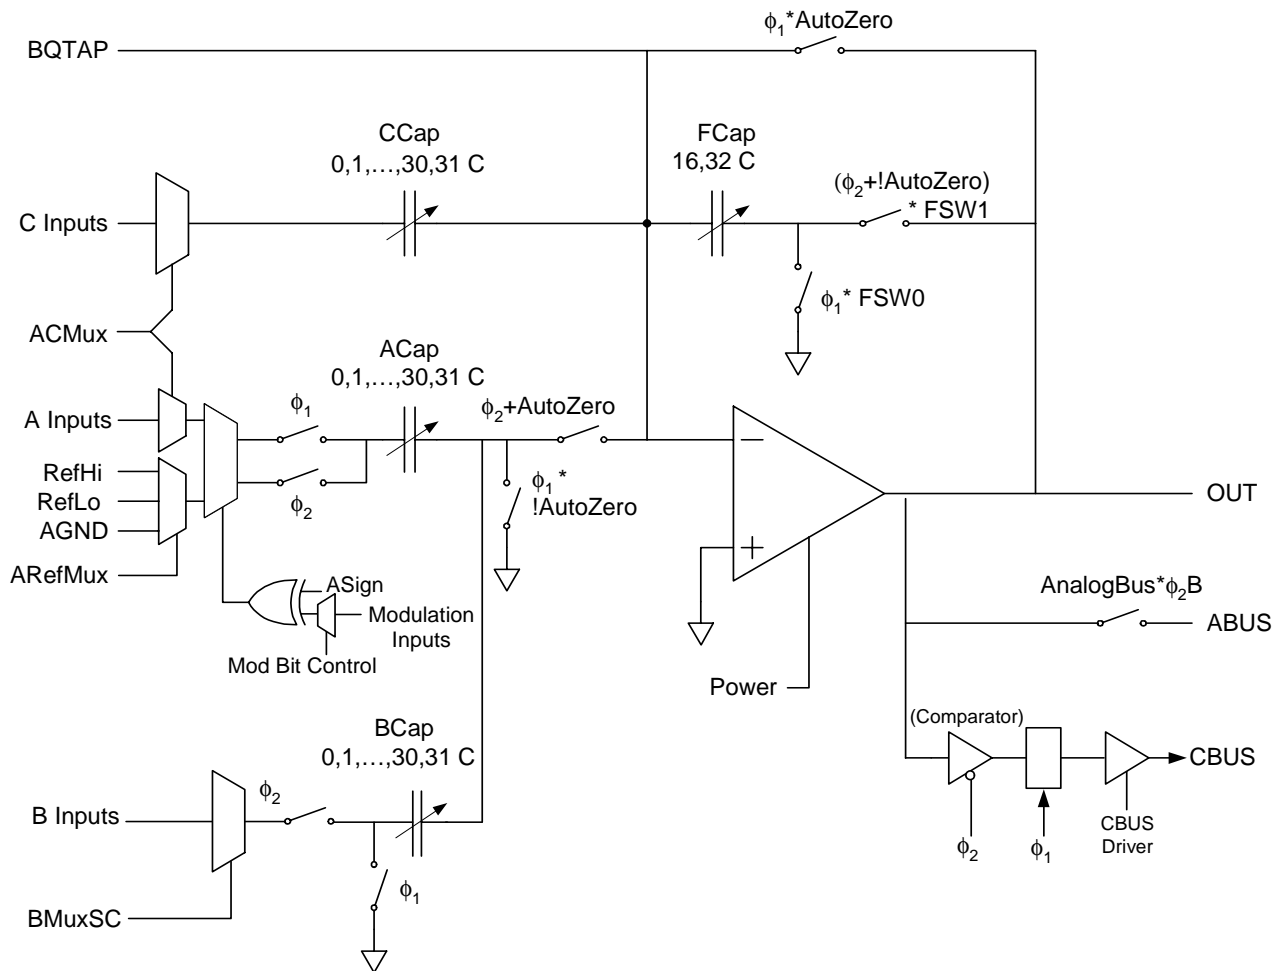 ϕ1*AutoZero
BQTAP
CCap
0,1,…,30,31 C
FCap
16,32 C
(ϕ2+!AutoZero)
* FSW1
C Inputs
ϕ1* FSW0
ACMux
ACap
0,1,…,30,31 C
ϕ2+AutoZero
A Inputs
ϕ1
RefHi
RefLo
AGND
ϕ2
ϕ1*
!AutoZero
OUT
ARefMux
ASign
Modulation
Inputs
Mod Bit Control
AnalogBus*ϕ2B
ABUS
Power
(Comparator)
BCap
0,1,…,30,31 C
CBUS
B Inputs
ϕ2
ϕ2
ϕ1
CBUS
Driver
ϕ1
BMuxSC